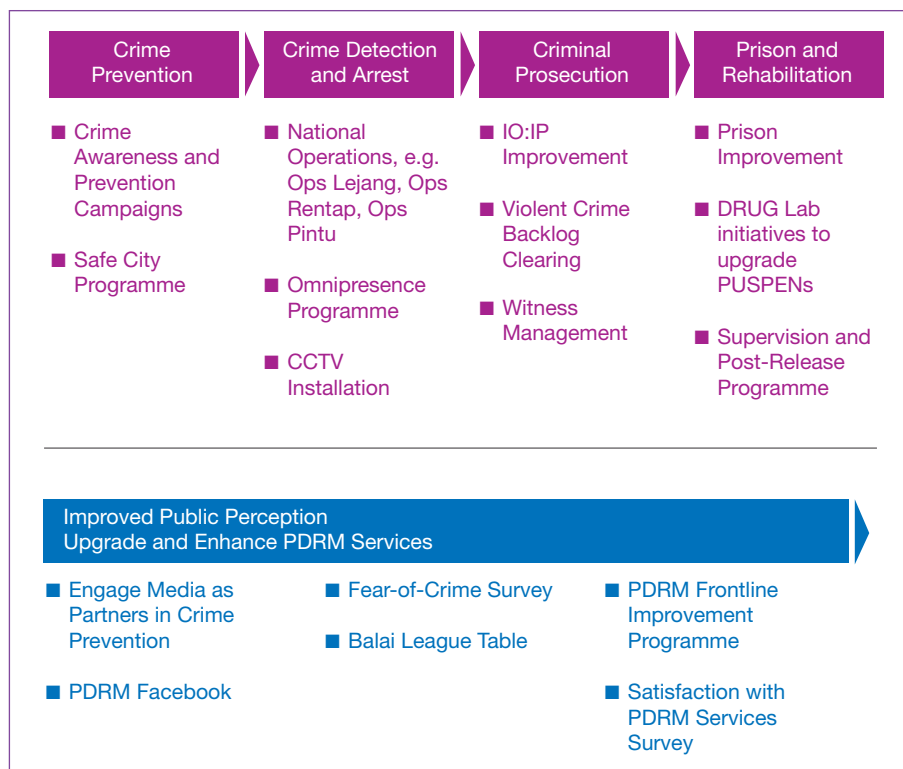 Crime
Prevention
Crime Detection
and Arrest
Criminal
Prosecution
Prison and
Rehabilitation
■ Crime
Awareness and
Prevention
Campaigns
■ Safe City
Programme
■ National
Operations, e.g.
Ops Lejang, Ops
Rentap, Ops
Pintu
■ Omnipresence
Programme
■ CCTV
Installation
■ IO:IP
Improvement
■ Violent Crime
Backlog
Clearing
■ Witness
Management
■ Prison
Improvement
■ DRUG Lab
initiatives to
upgrade
PUSPENs
■ Supervision and
Post-Release
Programme
Improved Public Perception
Upgrade and Enhance PDRM Services
■ Engage Media as
Partners in Crime
Prevention
■ PDRM Facebook
■ Fear-of-Crime Survey
■ Balai League Table
■ PDRM Frontline
Improvement
Programme
■ Satisfaction with
PDRM Services
Survey